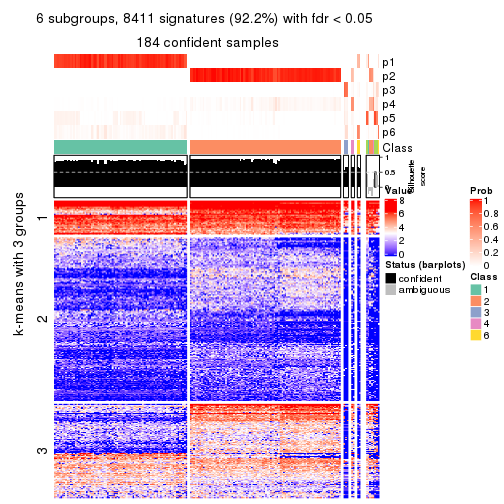 6 subgroups, 8411 signatures (92.2%) with fdr < 0.05
184 confident samples
p1
p2
p3
p4
p5
p6
Class
1
0.5
0
Silhouette
score
k-means with 3 groups
1
2
3
Value
8
6
4
2
0
Status (barplots)
confident
ambiguous
Prob
1
0.8
0.6
0.4
0.2
0
Class
1
2
3
4
6